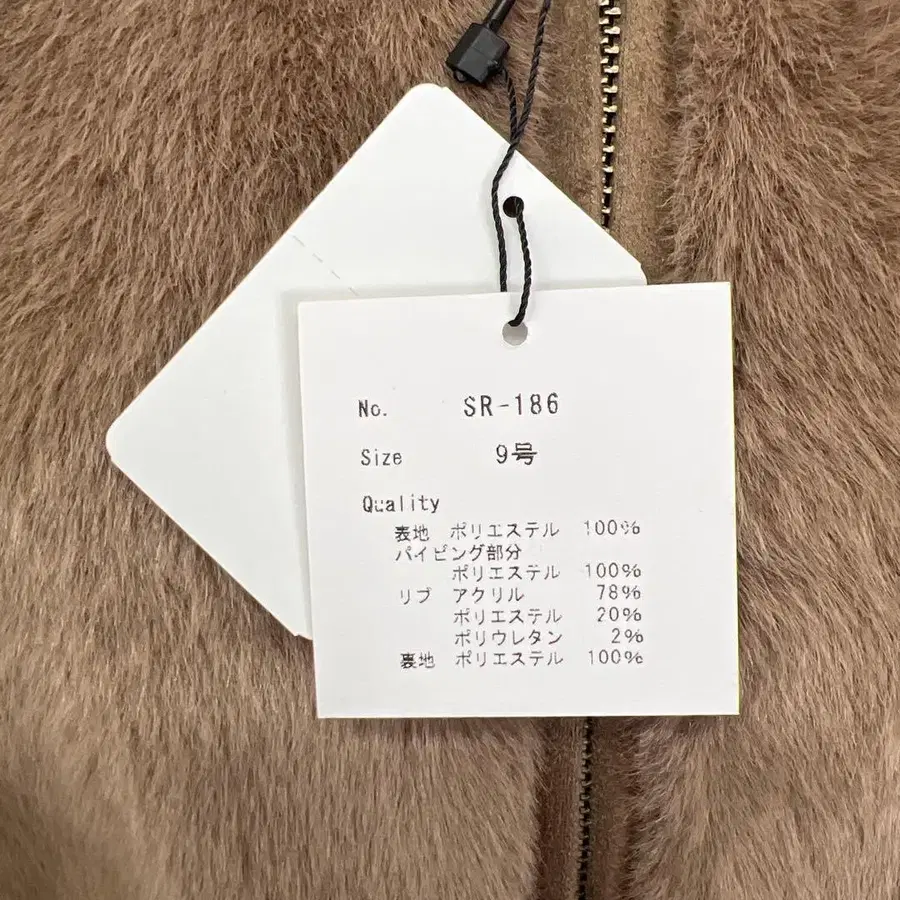 No. SR-186
Size 9号
Quality
表地 ポリエステル 100%
パイピング部分
ポリエステル 100%
リブ アクリル 78%
ポリエステル 20%
ポリウレタン 2%
裏地 ポリエステル 100%